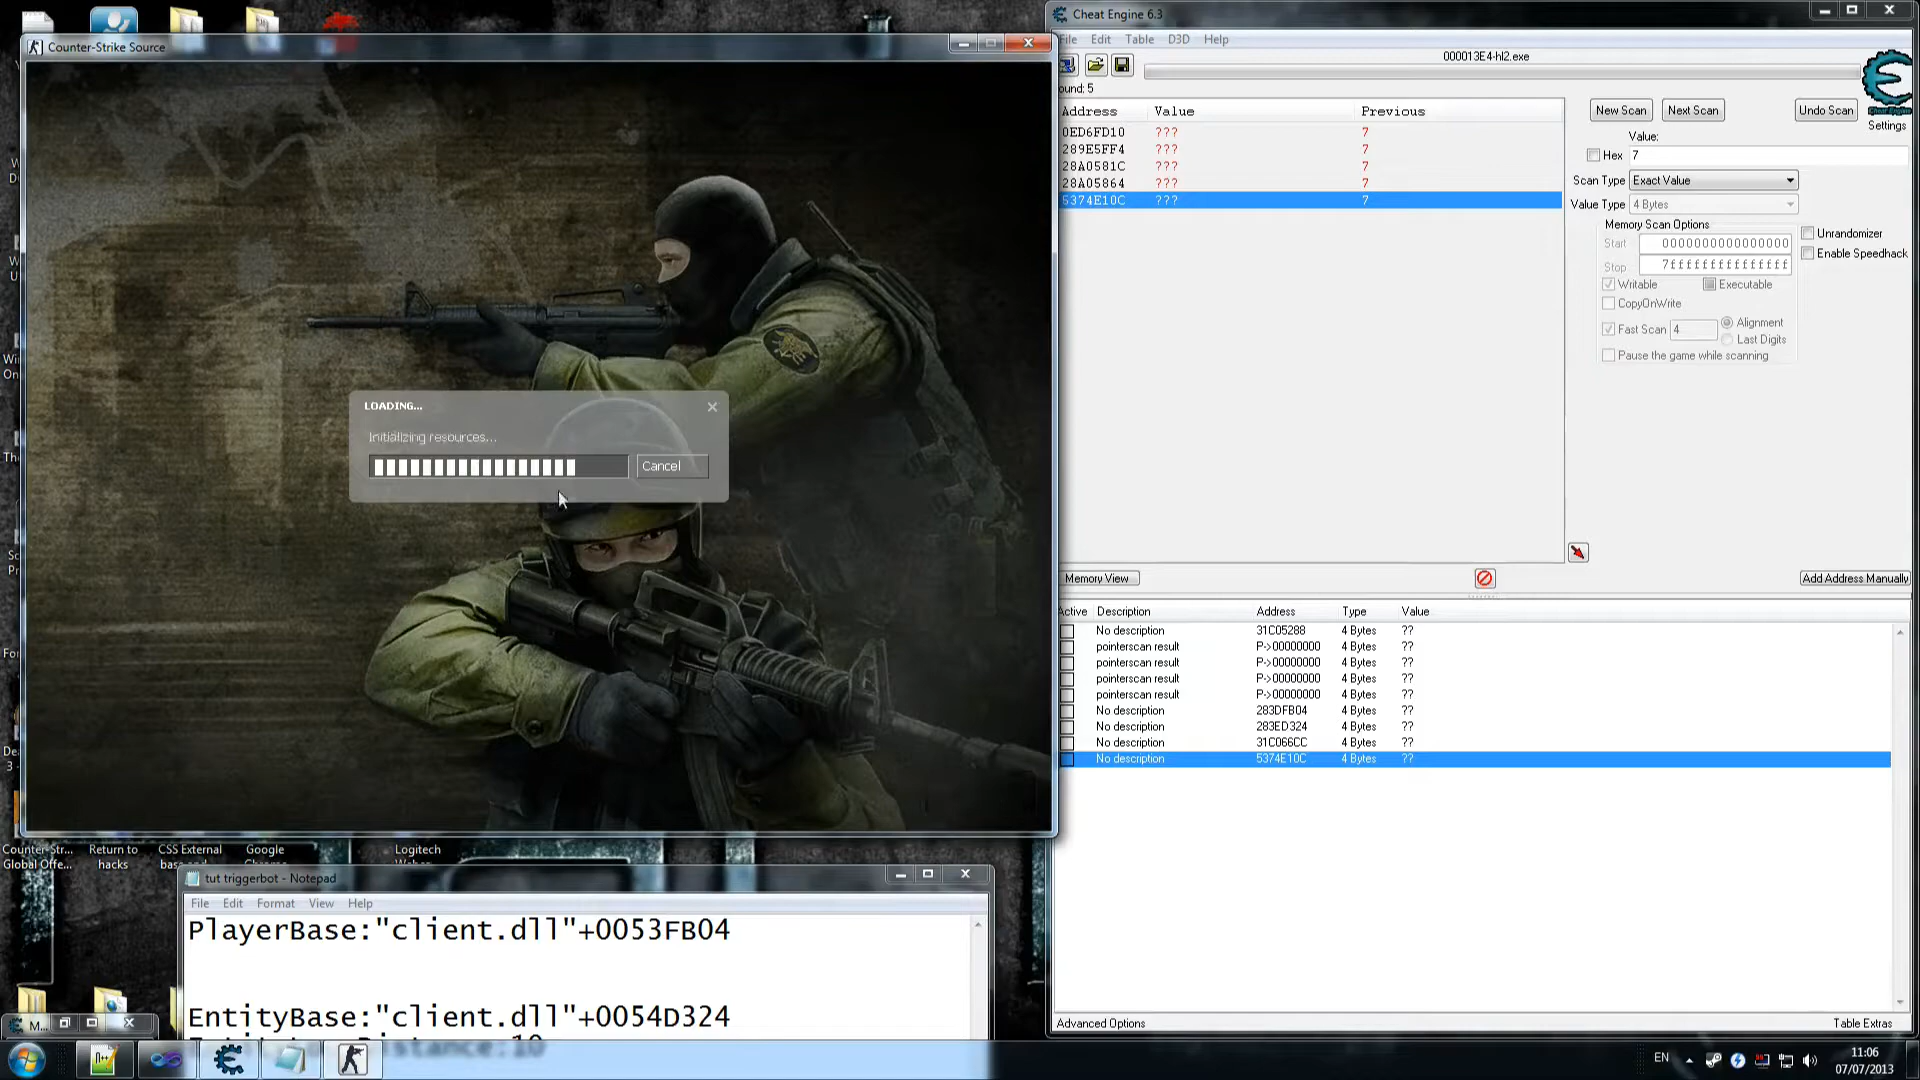 Counter-Strike Source
LOADING...
Initializing resources...
Cancel
Cheat Engine 6.3
File Edit Table D3D Help
000013E4-hl2.exe
ound: 5
Address Value Previous
0ED6FD10 ??? 7
289E5FF4 ??? 7
28A0581C ??? 7
28A05864 ??? 7
5374E10C ??? 7
New Scan Next Scan Undo Scan
Settings
Value:
Hex 7
Scan Type Exact Value
Value Type 4 Bytes
Memory Scan Options
Start 0000000000000000
Stop 7fffffffffffffff
Unrandomizer
Enable Speedhack
Writable Executable
CopyOnWrite
Fast Scan 4 Alignment
Last Digits
Pause the game while scanning
Memory View Add Address Manually
Active Description Address Type Value
No description 31C05288 4 Bytes ??
pointerscan result P->00000000 4 Bytes ??
pointerscan result P->00000000 4 Bytes ??
pointerscan result P->00000000 4 Bytes ??
pointerscan result P->00000000 4 Bytes ??
No description 283DFB04 4 Bytes ??
No description 283ED324 4 Bytes ??
No description 31C066CC 4 Bytes ??
No description 5374E10C 4 Bytes ??
Advanced Options Table Extras
Counter-Str... Return to CSS External Google Logitech
Global Offe... hacks
tut triggerbot - Notepad
File Edit Format View Help
PlayerBase:"client.dll"+0053FB04
EntityBase:"client.dll"+0054D324
M...
EN
11:06
07/07/2013